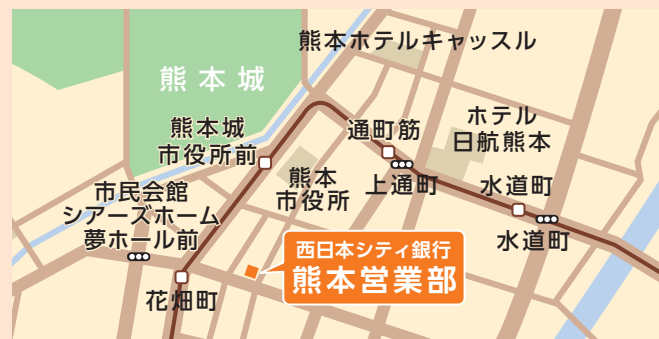 熊本ホテルキャッスル
熊本城
ホテル
日航熊本
通町筋
熊本城
市役所前
熊本
市役所
上通町
水道町
市民会館
シアーズホーム
夢ホール前
水道町
西日本シティ銀行
熊本営業部
花畑町